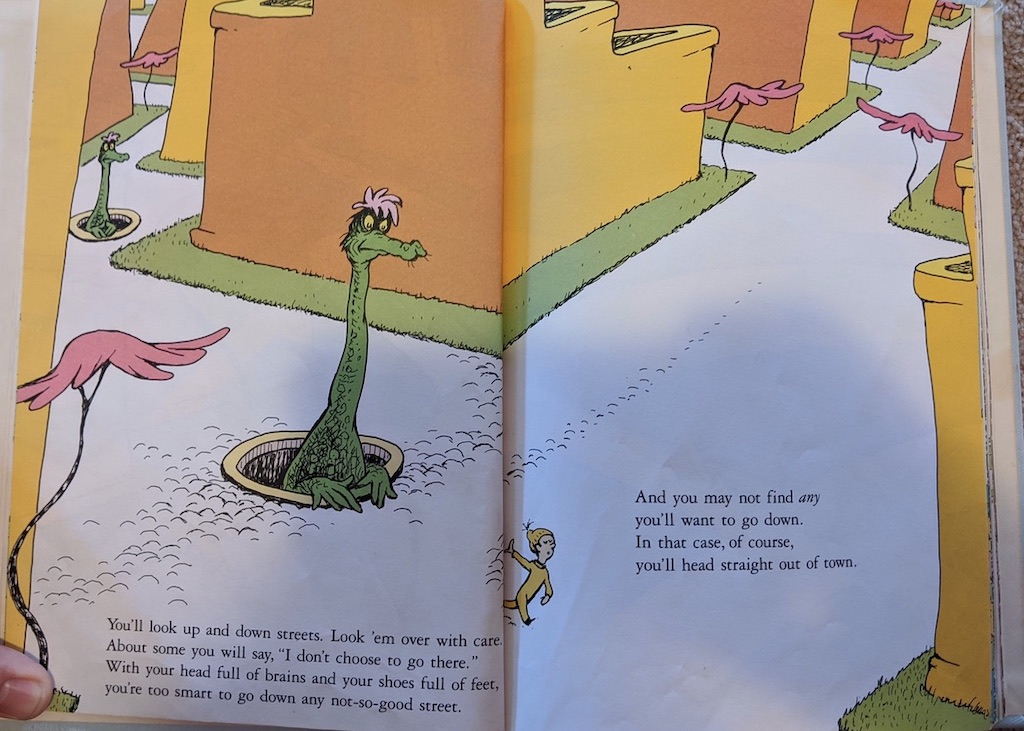 You'll look up and down streets. Look 'em over with care.
About some you will say, "I don't choose to go there."
With your head full of brains and your shoes full of feet,
you're too smart to go down any not-so-good street.
And you may not find any
you'll want to go down.
In that case, of course,
you'll head straight out of town.